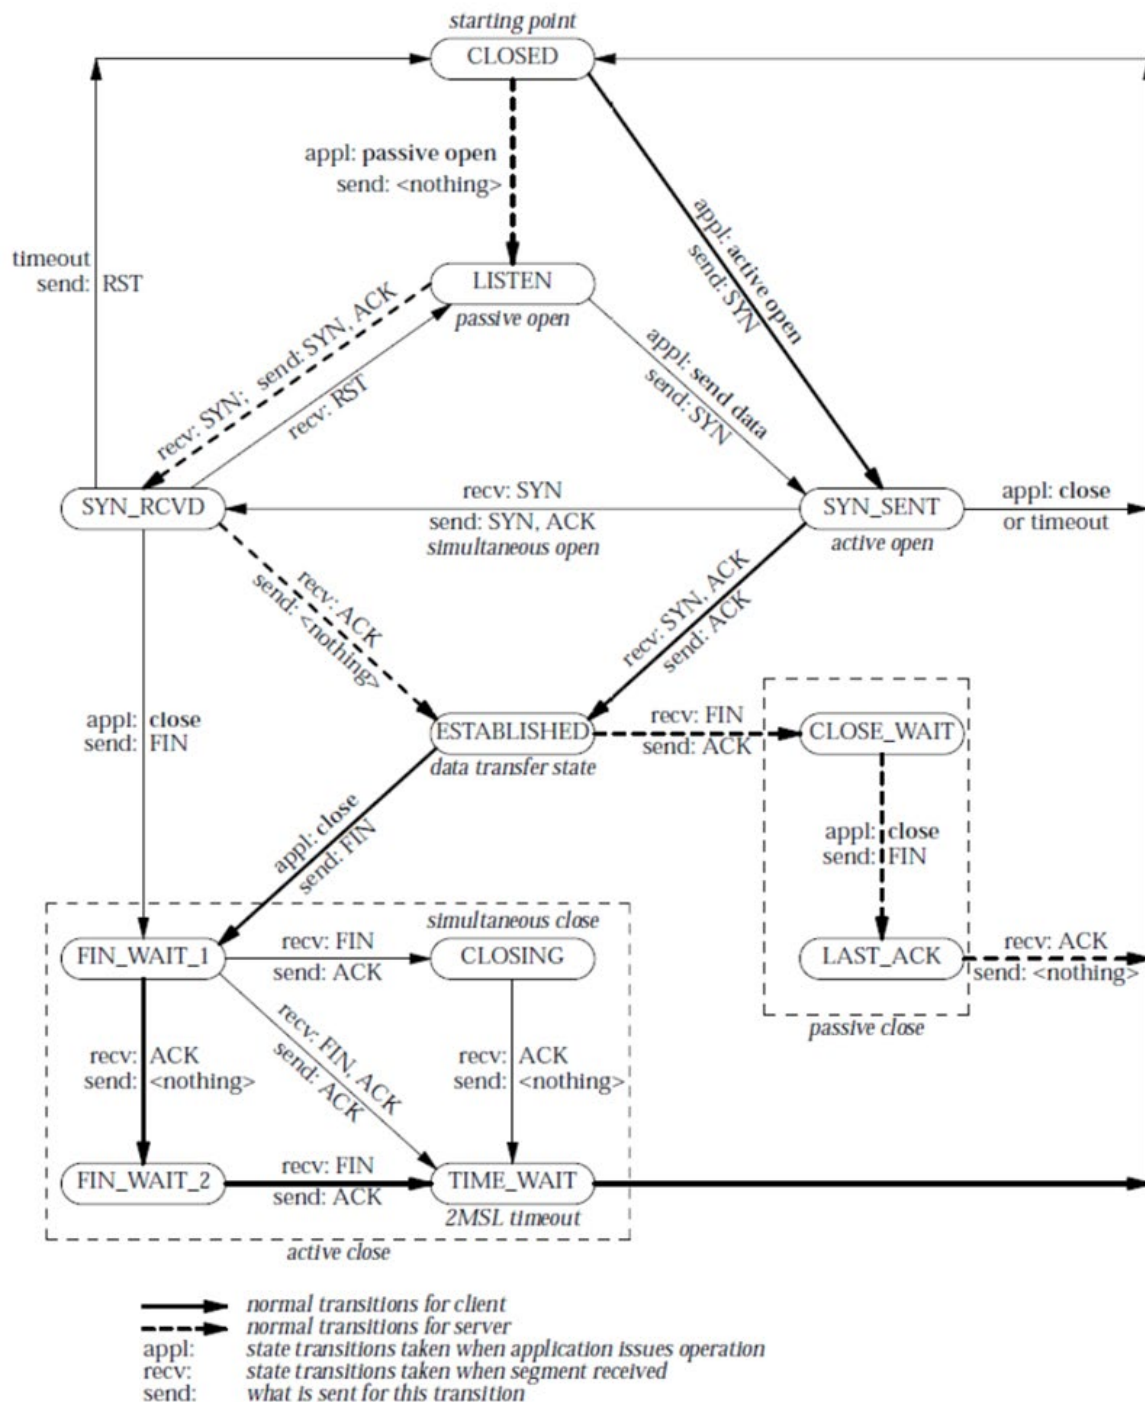 starting point
CLOSED
appl: passive open
send: <nothing>
appl: active open
send: SYN
timeout
send: RST
LISTEN
passive open
recv: SYN; send: SYN, ACK
recv: RST
appl: send data
send: SYN
SYN_RCVD
recv: SYN
send: SYN, ACK
simultaneous open
SYN_SENT
active open
appl: close
or timeout
recv: ACK
send: <nothing>
recv: SYN, ACK
send: ACK
appl: close
send: FIN
ESTABLISHED
data transfer state
recv: FIN
send: ACK
CLOSE_WAIT
appl: close
send: FIN
appl: close
send: FIN
simultaneous close
FIN_WAIT_1
recv: FIN
send: ACK
CLOSING
LAST_ACK
recv: ACK
send: <nothing>
passive close
recv: ACK
send: <nothing>
recv: FIN, ACK
send: ACK
recv: ACK
send: <nothing>
FIN_WAIT_2
recv: FIN
send: ACK
TIME_WAIT
2MSL timeout
active close
normal transitions for client
normal transitions for server
appl: state transitions taken when application issues operation
recv: state transitions taken when segment received
send: what is sent for this transition